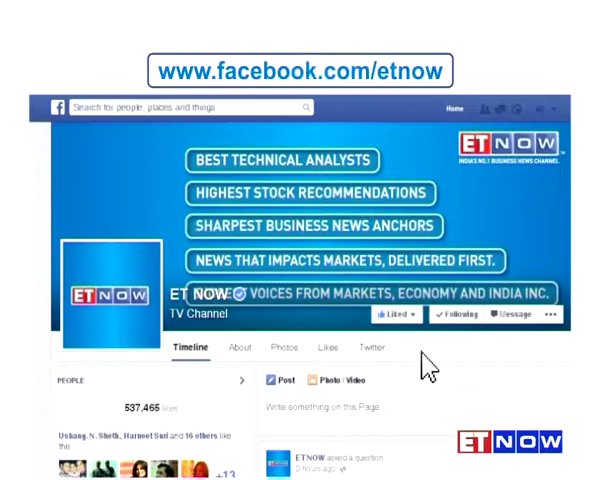 www.facebook.com/etnow
Search for people, places and things
Home
ET NOW
INDIA'S NO.1 BUSINESS NEWS CHANNEL
BEST TECHNICAL ANALYSTS
HIGHEST STOCK RECOMMENDATIONS
SHARPEST BUSINESS NEWS ANCHORS
NEWS THAT IMPACTS MARKETS, DELIVERED FIRST.
VOICES FROM MARKETS, ECONOMY AND INDIA INC.
ET NOW
ET NOW
TV Channel
Liked
Following
Message
Timeline About Photos Likes Twitter
PEOPLE
537,465 likes
Ushang. N. Sheth., Harneet Suri and 16 others like
this
+13
Post Photo / Video
Write something on this Page
ETNOW asked a question
2 hours ago
ET NOW